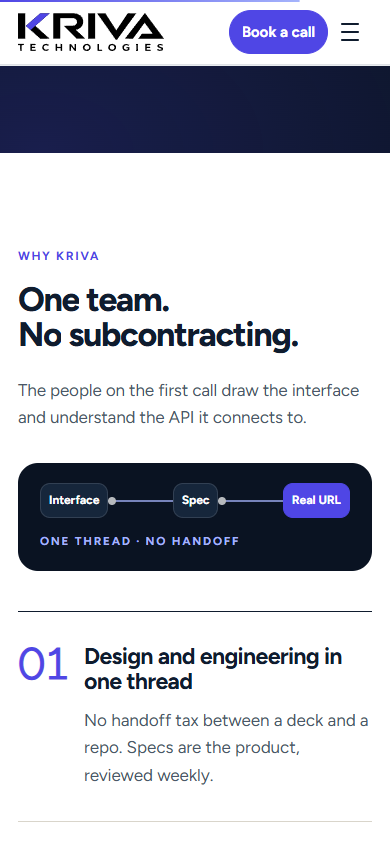 KRIVA
TECHNOLOGIES
Book a call
WHY KRIVA
One team.
No subcontracting.
The people on the first call draw the interface
and understand the API it connects to.
Interface
Spec
Real URL
ONE THREAD · NO HANDOFF
01
Design and engineering in
one thread
No handoff tax between a deck and a
repo. Specs are the product,
reviewed weekly.